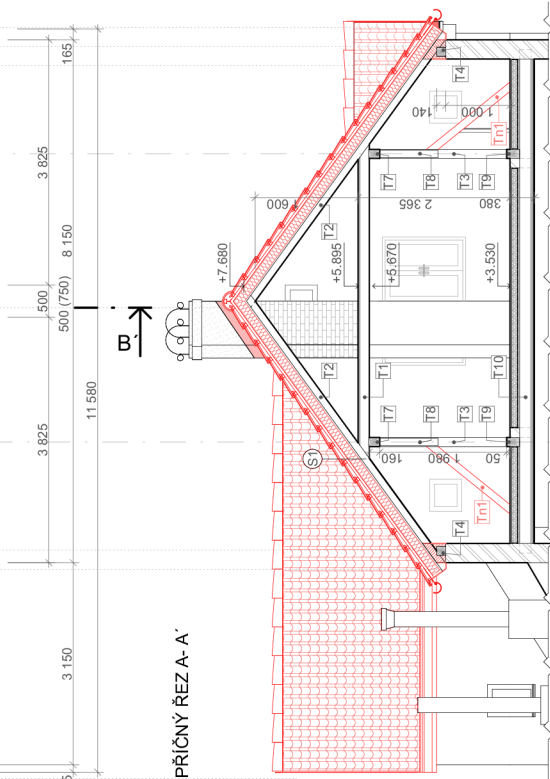 PŘÍČNÝ ŘEZ A- A´
B´
165
3 825
8 150
500
500 (750)
3 825
11 580
3 150
+7.680
+5.895
+5.670
+3.530
1 600
2 365
380
140
1 000
160
1 980
50
T4
Tn1
T7
T8
T3
T9
T2
T2
T1
T10
T7
T8
T3
T9
S1
Tn1
T4